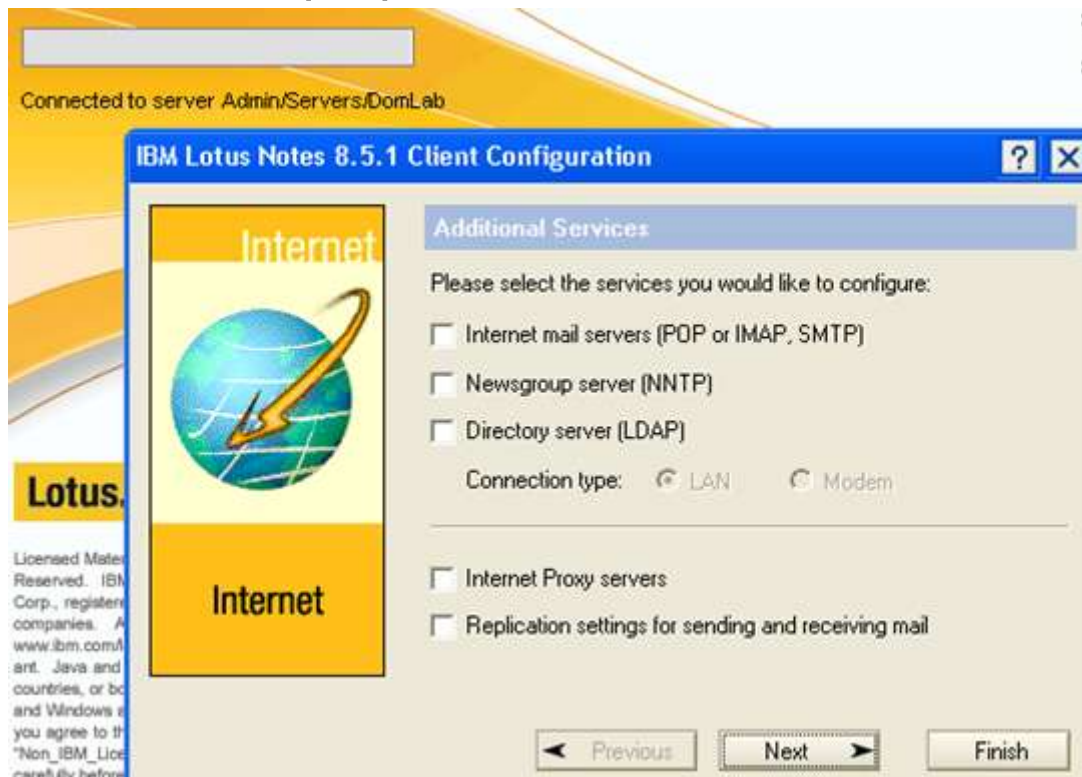 Connected to server Admin/Servers/DomLab
IBM Lotus Notes 8.5.1 Client Configuration
Internet
Additional Services
Please select the services you would like to configure:
Internet mail servers (POP or IMAP, SMTP)
Newsgroup server (NNTP)
Directory server (LDAP)
Connection type: LAN Modem
Lotus.
Internet
Internet Proxy servers
Replication settings for sending and receiving mail
Licensed Mater
Reserved. IBM
Corp., registere
companies. A
www.ibm.com/
ant. Java and
countries, or bo
and Windows
you agree to th
"Non_IBM_Lice
carefully before
Previous Next Finish